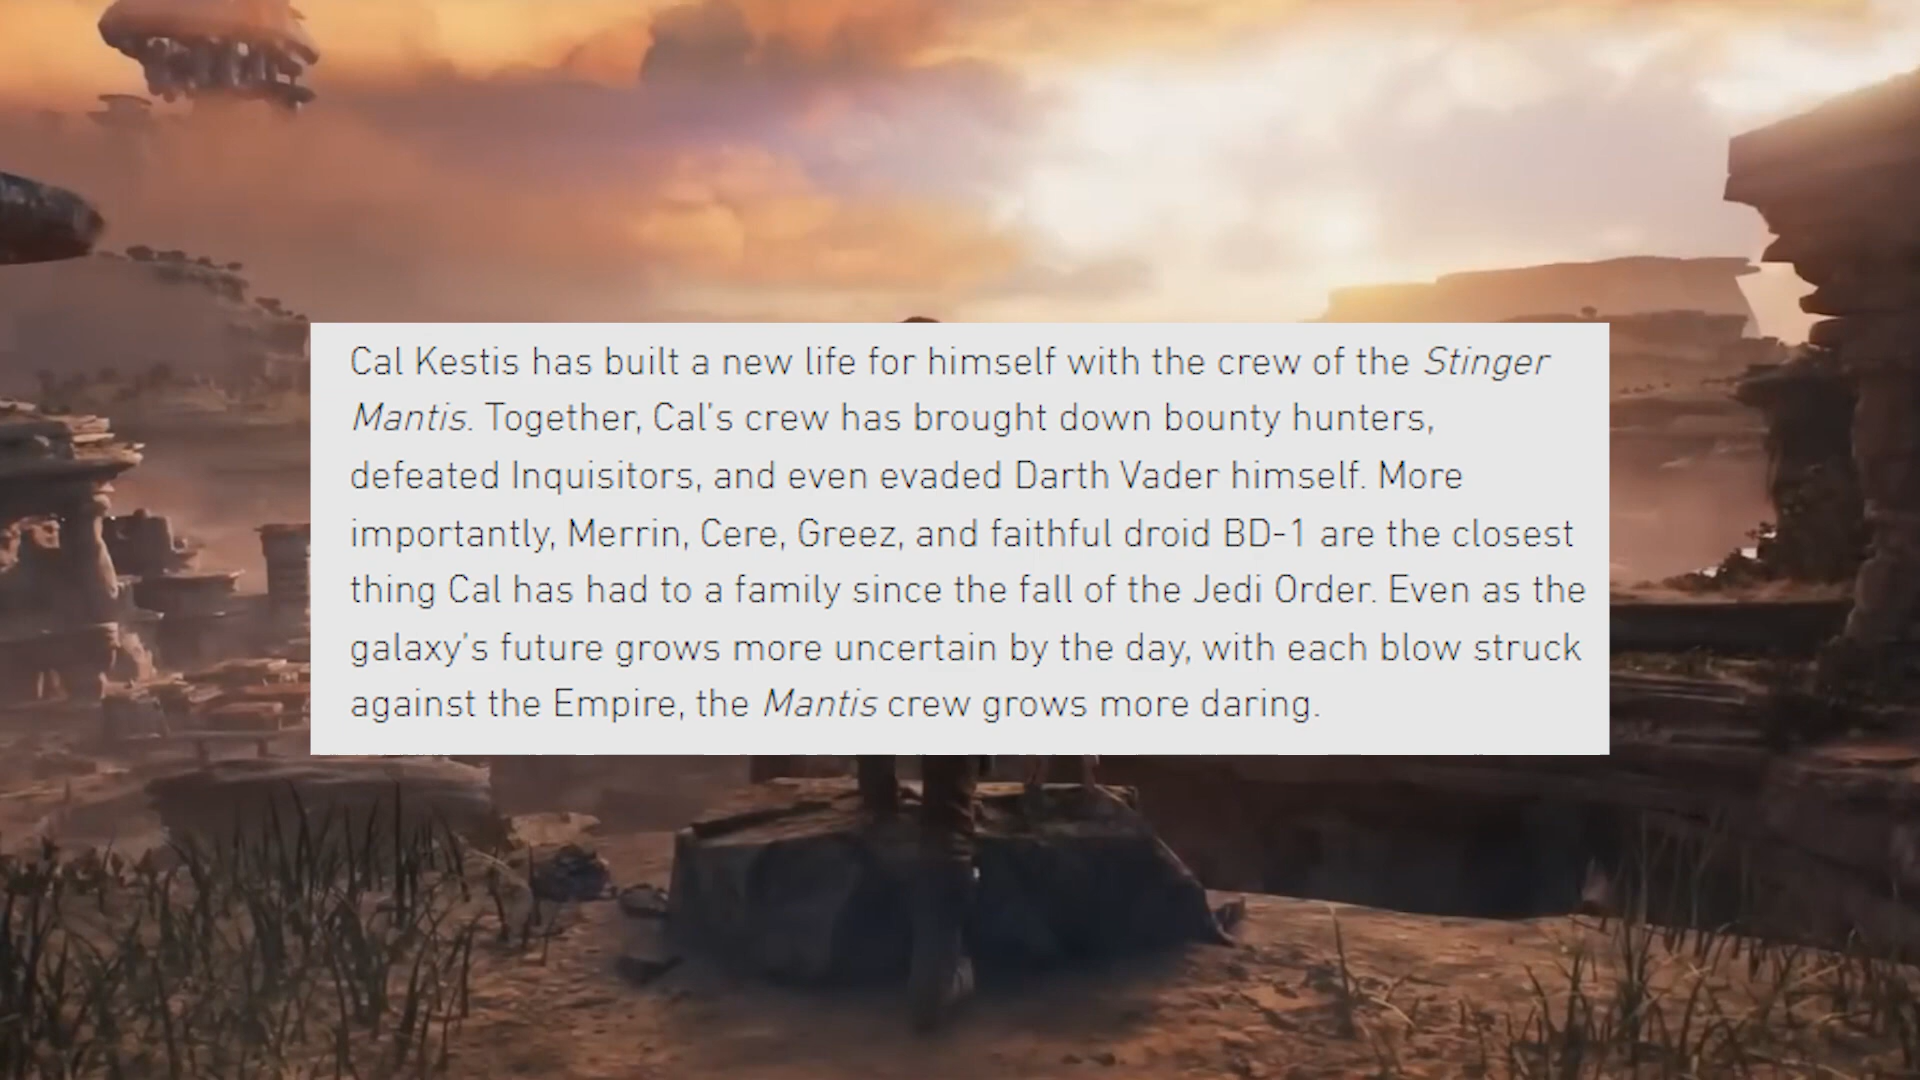 Cal Kestis has built a new life for himself with the crew of the Stinger
Mantis. Together, Cal's crew has brought down bounty hunters,
defeated Inquisitors, and even evaded Darth Vader himself. More
importantly, Merrin, Cere, Greez, and faithful droid BD-1 are the closest
thing Cal has had to a family since the fall of the Jedi Order. Even as the
galaxy's future grows more uncertain by the day, with each blow struck
against the Empire, the Mantis crew grows more daring.